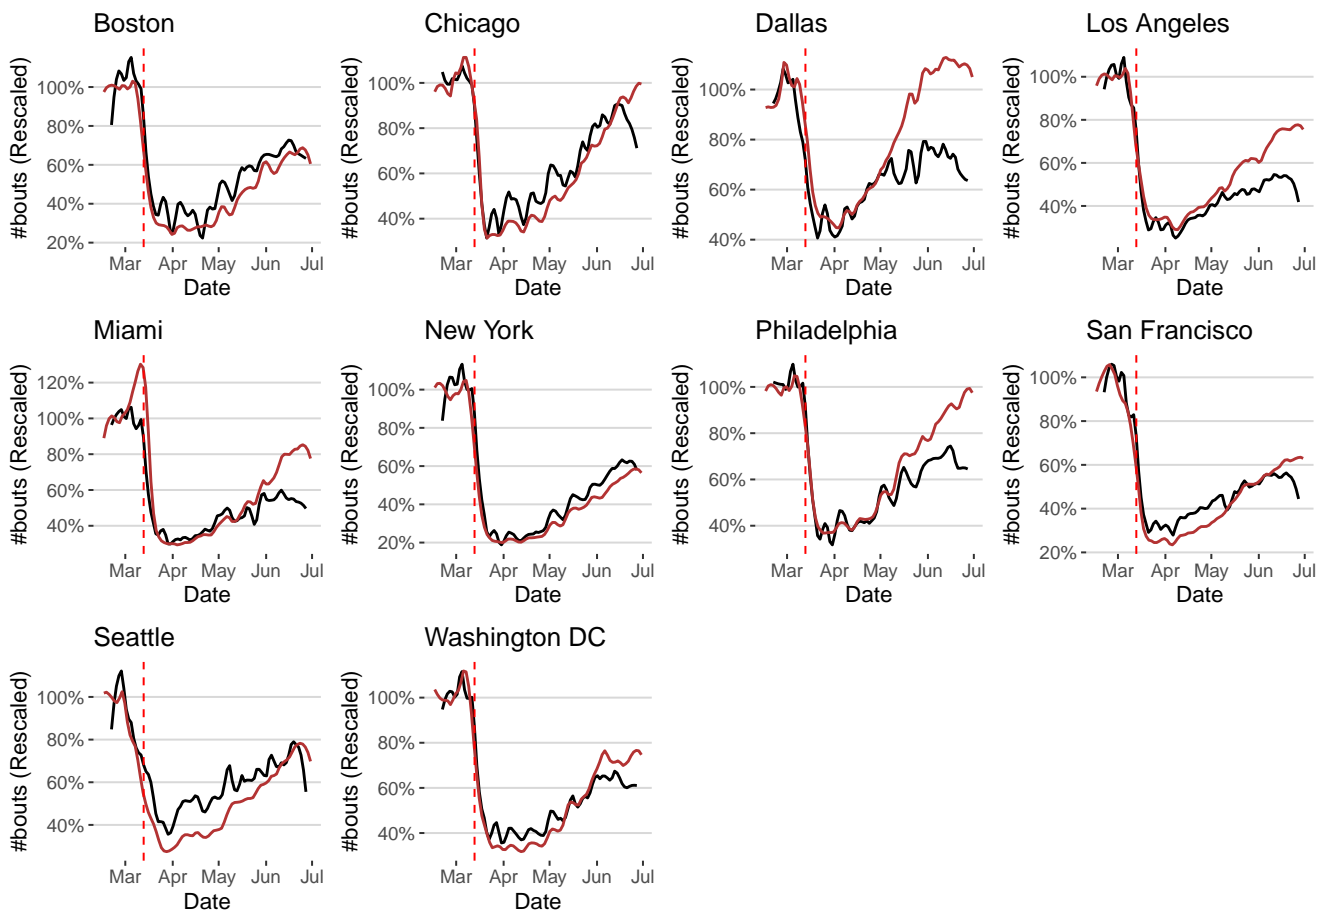 Boston
#bouts (Rescaled)
100%
80%
60%
40%
20%
Mar Apr May Jun Jul
Date
Chicago
#bouts (Rescaled)
100%
80%
60%
40%
Mar Apr May Jun Jul
Date
Dallas
#bouts (Rescaled)
100%
80%
60%
40%
Mar Apr May Jun Jul
Date
Los Angeles
#bouts (Rescaled)
100%
80%
60%
40%
Mar Apr May Jun Jul
Date
Miami
#bouts (Rescaled)
120%
100%
80%
60%
40%
Mar Apr May Jun Jul
Date
New York
#bouts (Rescaled)
100%
80%
60%
40%
20%
Mar Apr May Jun Jul
Date
Philadelphia
#bouts (Rescaled)
100%
80%
60%
40%
Mar Apr May Jun Jul
Date
San Francisco
#bouts (Rescaled)
100%
80%
60%
40%
20%
Mar Apr May Jun Jul
Date
Seattle
#bouts (Rescaled)
100%
80%
60%
40%
Mar Apr May Jun Jul
Date
Washington DC
#bouts (Rescaled)
100%
80%
60%
40%
Mar Apr May Jun Jul
Date